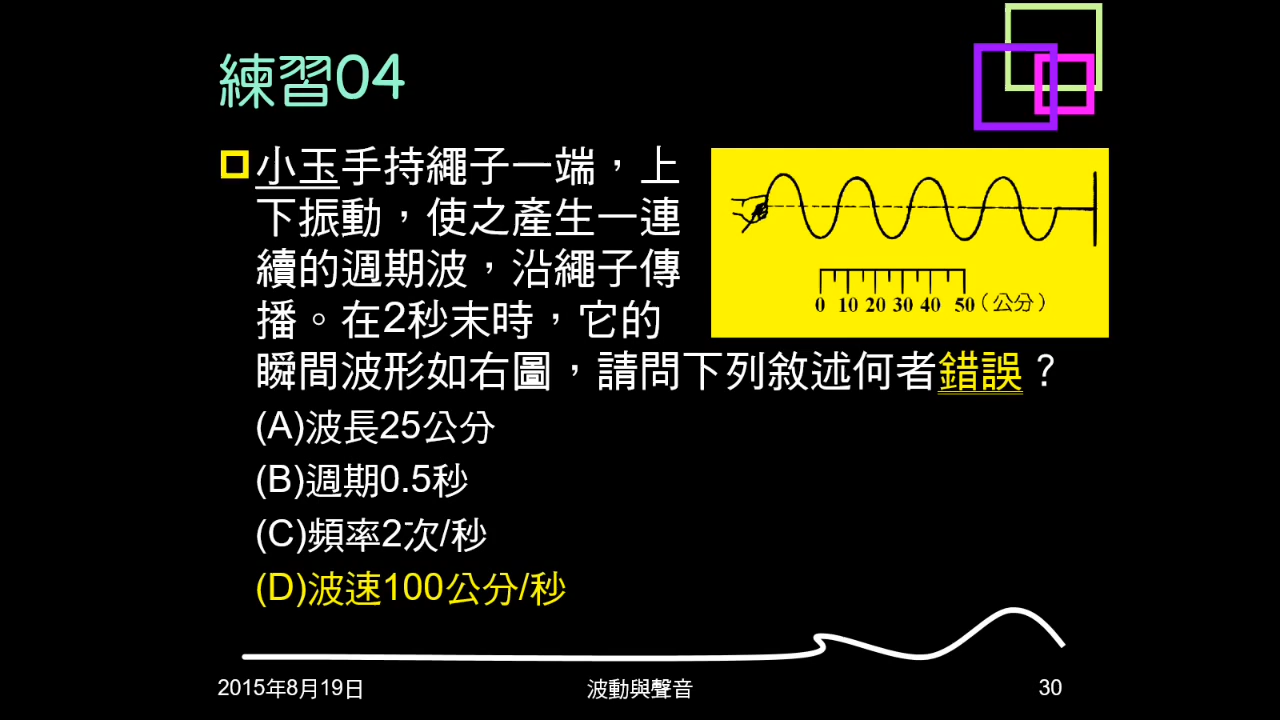 練習04
小玉手持繩子一端，上
下振動，使之產生一連
續的週期波，沿繩子傳
播。在2秒末時，它的
瞬間波形如右圖，請問下列敘述何者錯誤？
0 10 20 30 40 50（公分）
(A)波長25公分
(B)週期0.5秒
(C)頻率2次/秒
(D)波速100公分/秒
2015年8月19日 波動與聲音 30